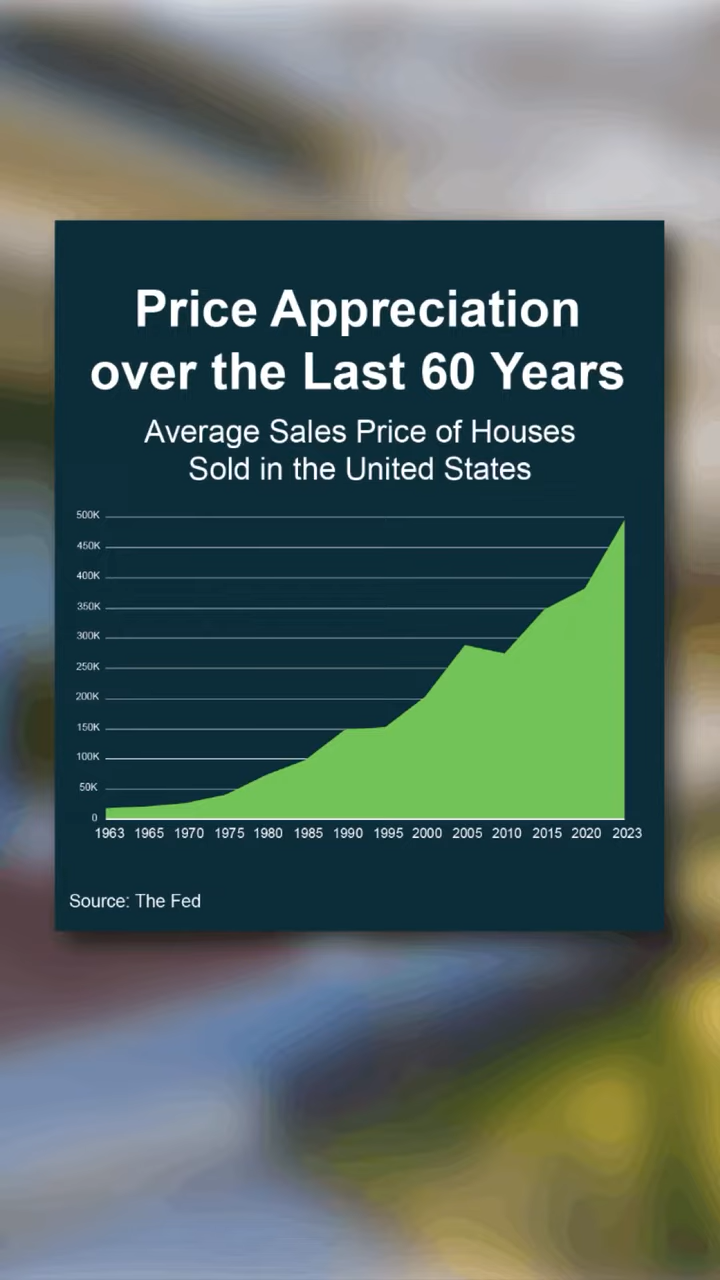 Price Appreciation
over the Last 60 Years
Average Sales Price of Houses
Sold in the United States
500K
450K
400K
350K
300K
250K
200K
150K
100K
50K
0
1963 1965 1970 1975 1980 1985 1990 1995 2000 2005 2010 2015 2020 2023
Source: The Fed